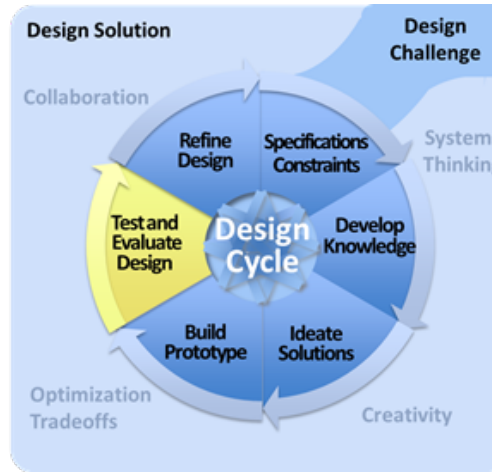 Design Solution
Design
Challenge
Collaboration
System
Thinking
Refine
Design
Specifications
Constraints
Test and
Evaluate
Design
Design
Cycle
Develop
Knowledge
Build
Prototype
Ideate
Solutions
Optimization
Tradeoffs
Creativity